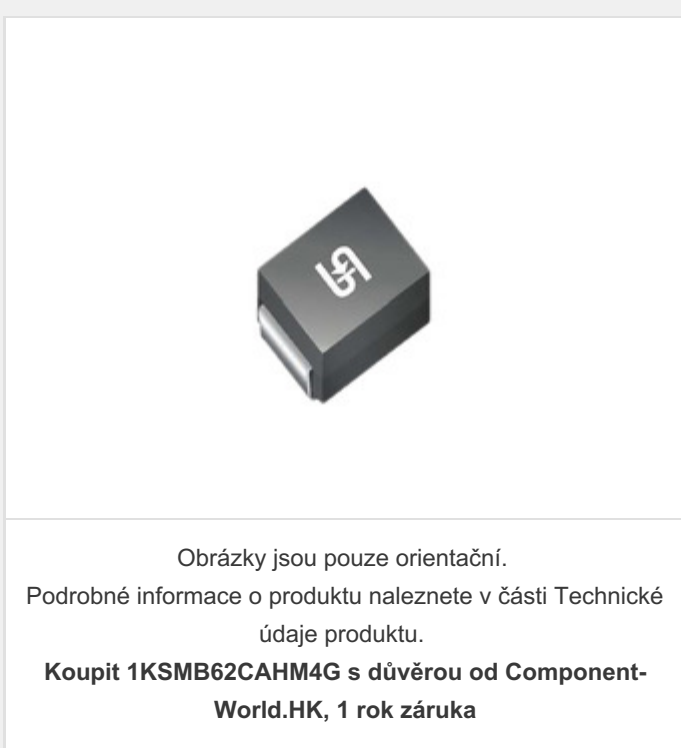 Obrázky jsou pouze orientační.
Podrobné informace o produktu naleznete v části Technické
údaje produktu.
Koupit 1KSMB62CAHM4G s důvěrou od Component-
World.HK, 1 rok záruka